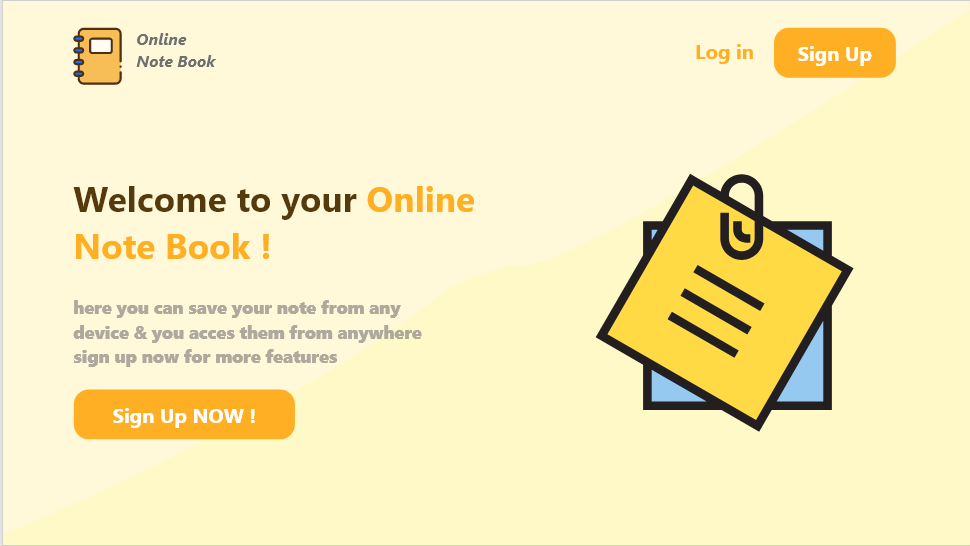 Online
Note Book
Log in
Sign Up
Welcome to your Online
Note Book !
here you can save your note from any
device & you acces them from anywhere
sign up now for more features
Sign Up NOW !